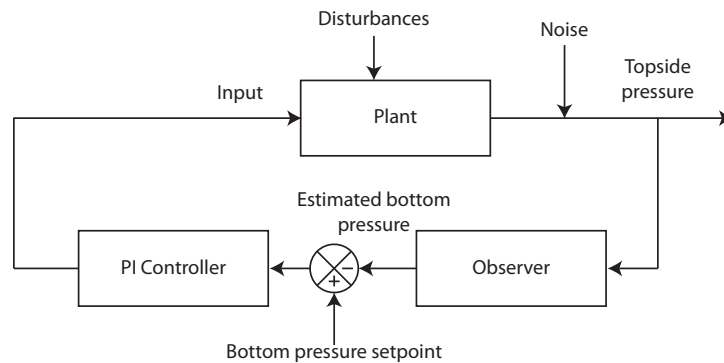 Disturbances
Noise
Topside
pressure
Input
Plant
Estimated bottom
pressure
PI Controller
−
+
Observer
Bottom pressure setpoint